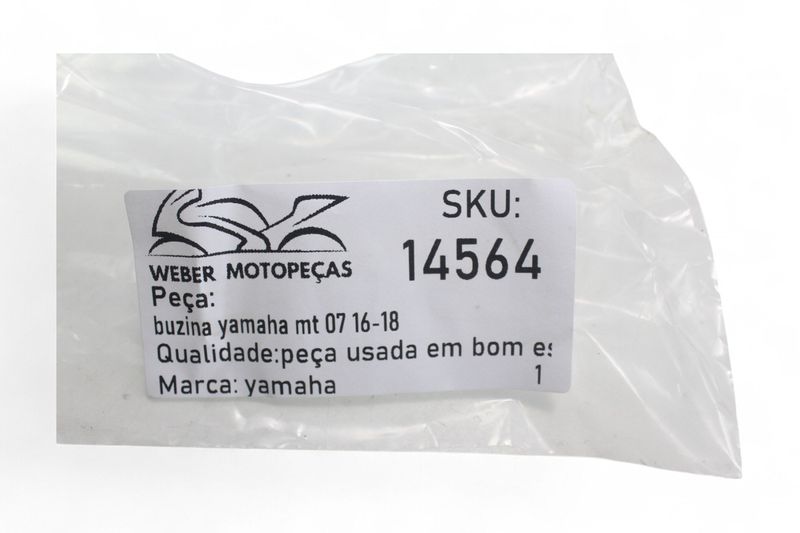 SKU:
14564
WEBER MOTOPEÇAS
Peça:
buzina yamaha mt 07 16-18
Qualidade:peça usada em bom es
Marca: yamaha
1